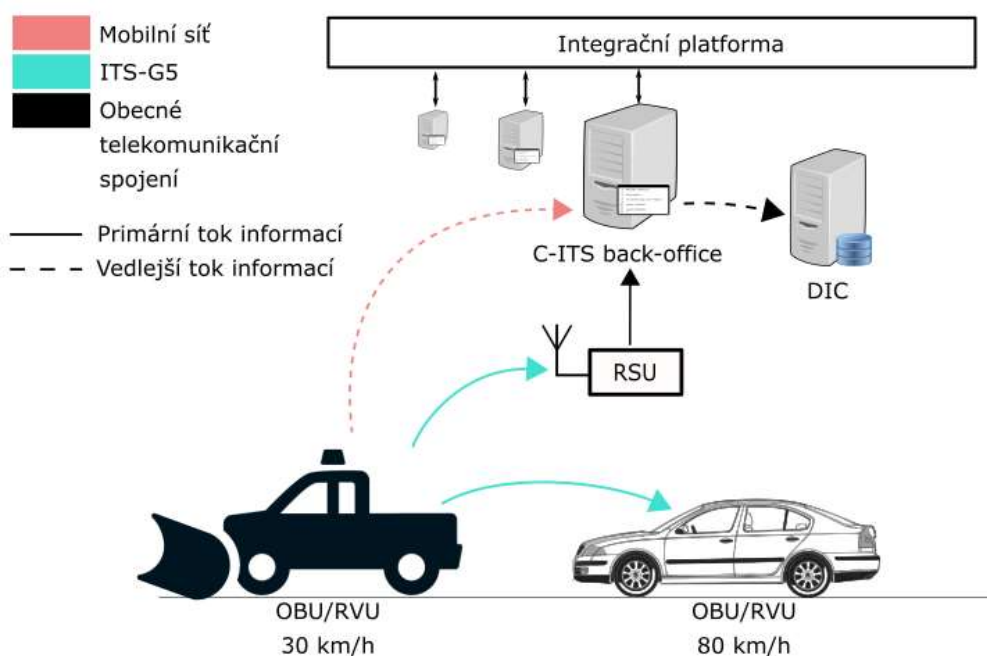 Mobilní síť
ITS-G5
Obecné
telekomunikační
spojení
Primární tok informací
Vedlejší tok informací
Integrační platforma
C-ITS back-office
DIC
RSU
OBU/RVU
30 km/h
OBU/RVU
80 km/h